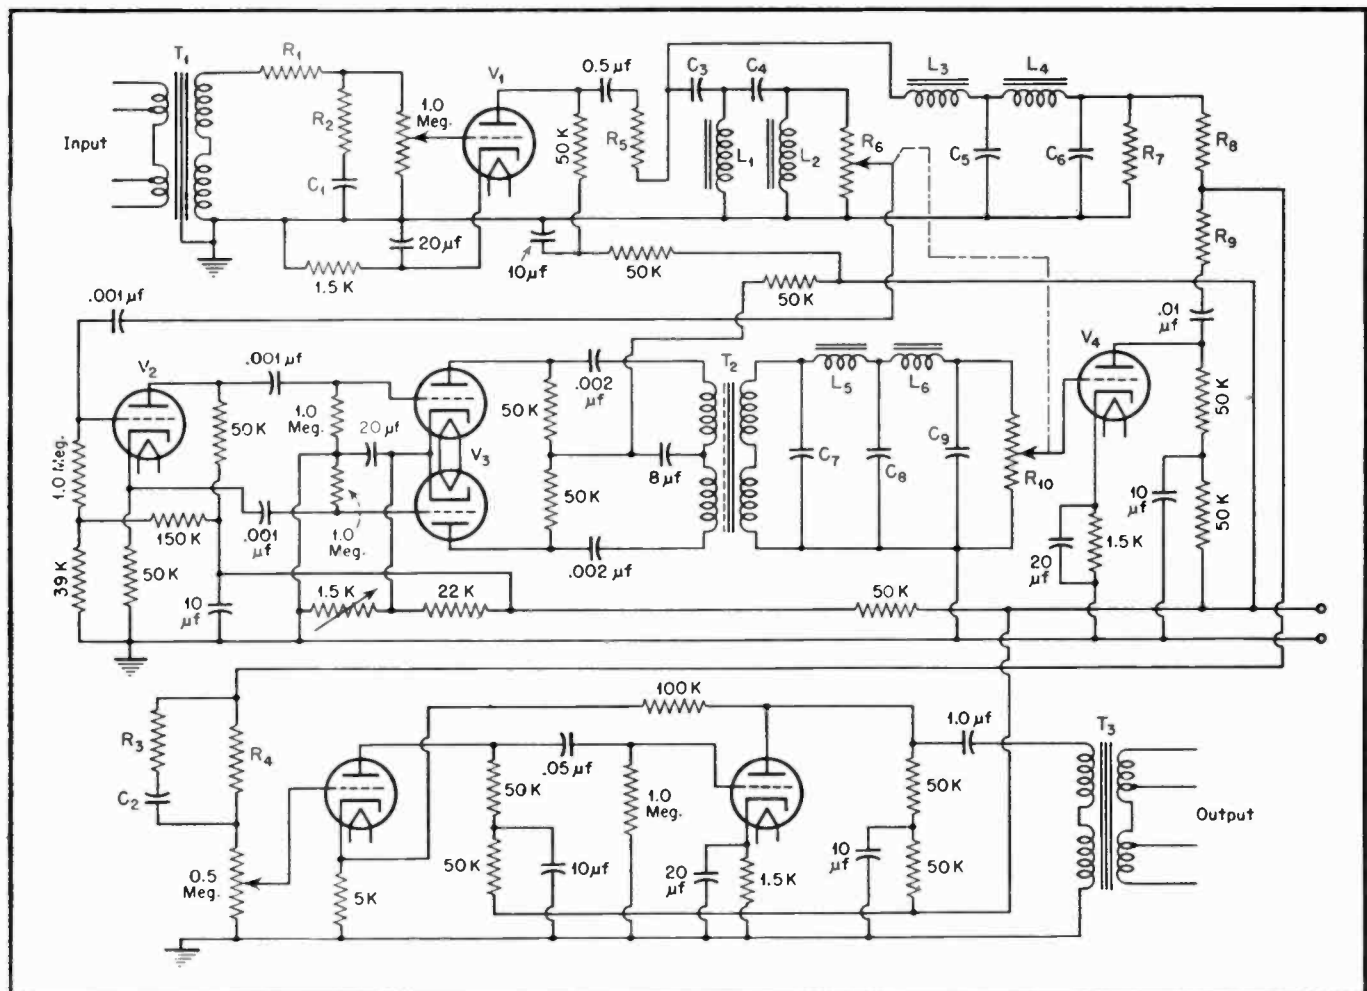 T1
Input
R1
R2
C1
1.0
Meg.
20 µf
1.5 K
V1
50 K
0.5 µf
R5
10 µf
50 K
C3
C4
L1
L2
R6
L3
L4
C5
C6
R7
R8
R9
50 K
.001 µf
V2
.001 µf
1.0
Meg.
50 K
20 µf
V3
1.0 Meg.
150 K
.001
µf
1.0
Meg.
39 K
50 K
10
µf
1.5 K
22 K
50 K
.002
µf
50 K
8 µf
50 K
.002 µf
T2
L5
L6
C7
C8
C9
R10
V4
.01
µf
50 K
10
µf
50 K
20
µf
1.5 K
R3
C2
R4
0.5
Meg.
5 K
100 K
50 K
.05 µf
1.0
Meg.
50 K
10 µf
20
µf
1.5 K
10
µf
50 K
50 K
1.0 µf
T3
Output